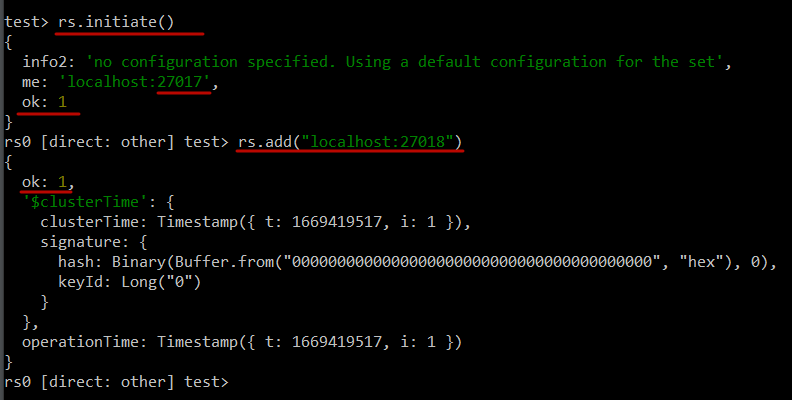 test> rs.initiate()
{
  info2: 'no configuration specified. Using a default configuration for the set',
  me: 'localhost:27017',
  ok: 1
}
rs0 [direct: other] test> rs.add("localhost:27018")
{
  ok: 1,
  '$clusterTime': {
    clusterTime: Timestamp({ t: 1669419517, i: 1 }),
    signature: {
      hash: Binary(Buffer.from("0000000000000000000000000000000000000000", "hex"), 0),
      keyId: Long("0")
    }
  },
  operationTime: Timestamp({ t: 1669419517, i: 1 })
}
rs0 [direct: other] test>